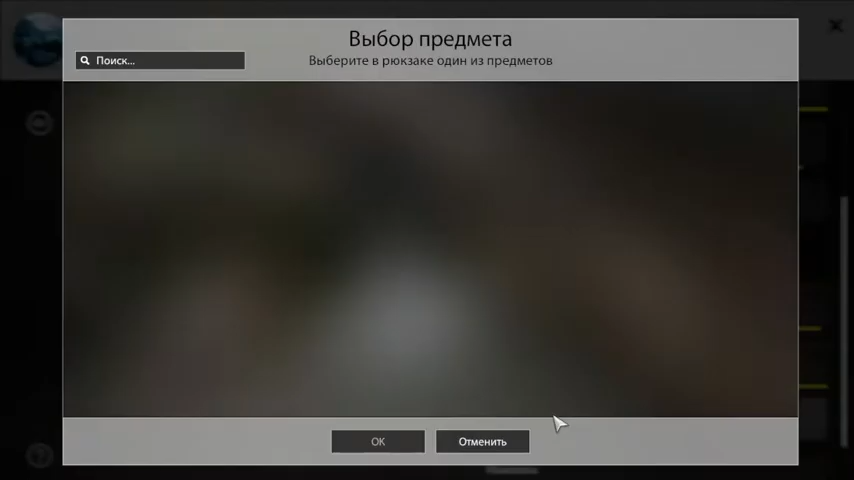 Выбор предмета
Поиск...
Выберите в рюкзаке один из предметов
OK
Отменить